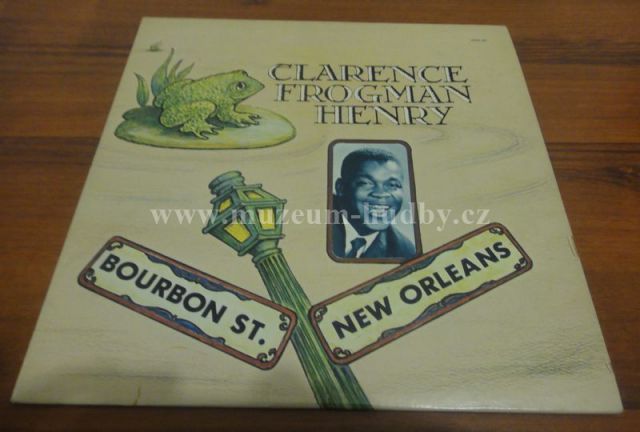 CLARENCE
FROGMAN
HENRY
www.muzeum-hudby.cz
BOURBON ST.
NEW ORLEANS